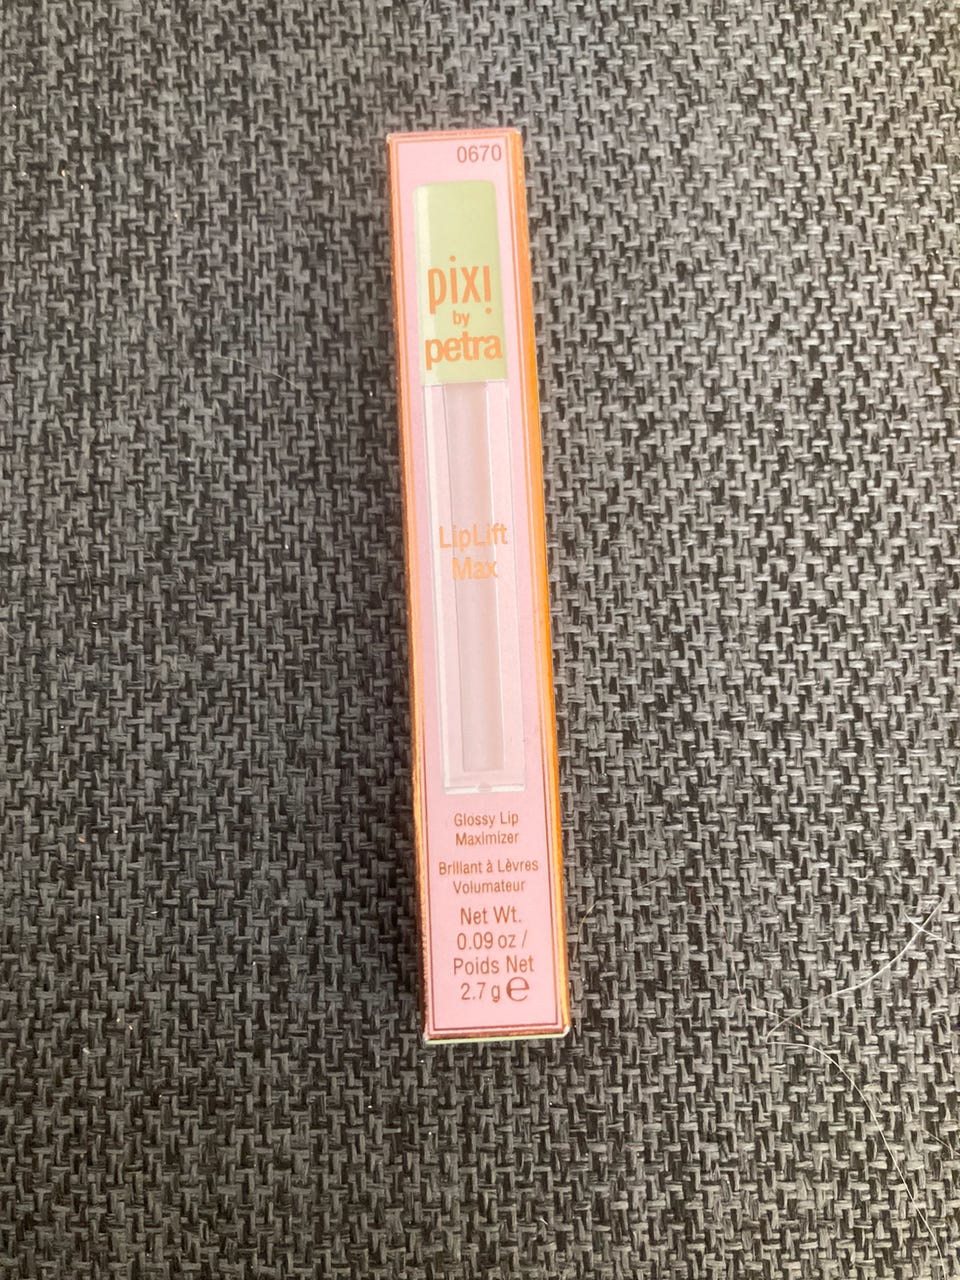 0670
pixi
by
petra
LipLift
Max
Glossy Lip
Maximizer
Brillant à Lèvres
Volumateur
Net Wt.
0.09 oz /
Poids Net
2.7 g ℮